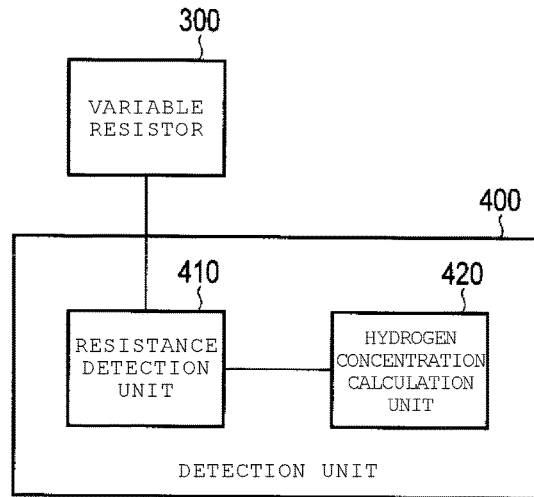 300
VARIABLE
RESISTOR
400
410
420
RESISTANCE
DETECTION
UNIT
HYDROGEN
CONCENTRATION
CALCULATION
UNIT
DETECTION UNIT